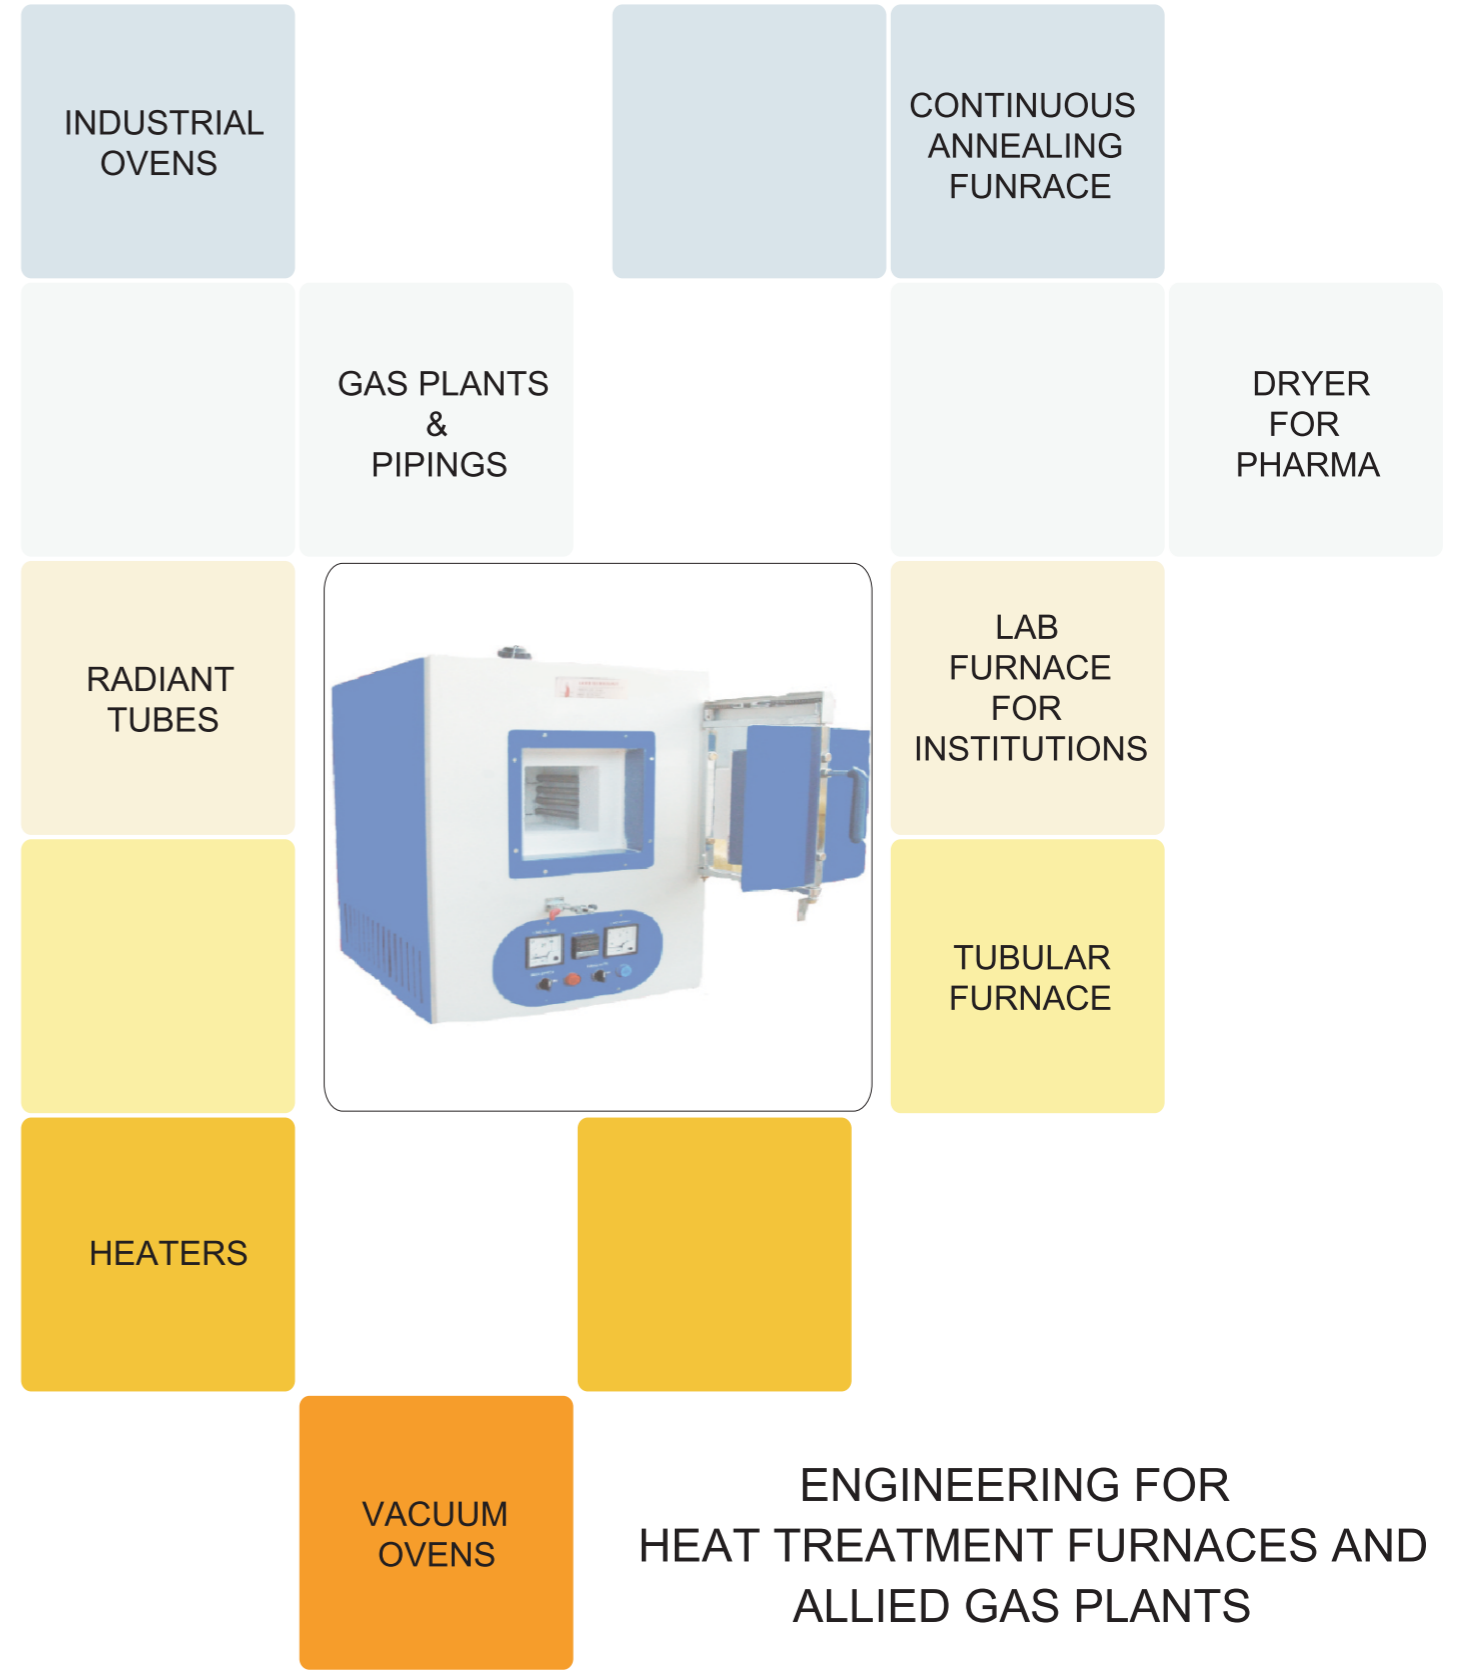 INDUSTRIAL
OVENS
CONTINUOUS
ANNEALING
FUNRACE
GAS PLANTS
&
PIPINGS
DRYER
FOR
PHARMA
RADIANT
TUBES
LAB
FURNACE
FOR
INSTITUTIONS
TUBULAR
FURNACE
HEATERS
VACUUM
OVENS
ENGINEERING FOR
HEAT TREATMENT FURNACES AND
ALLIED GAS PLANTS